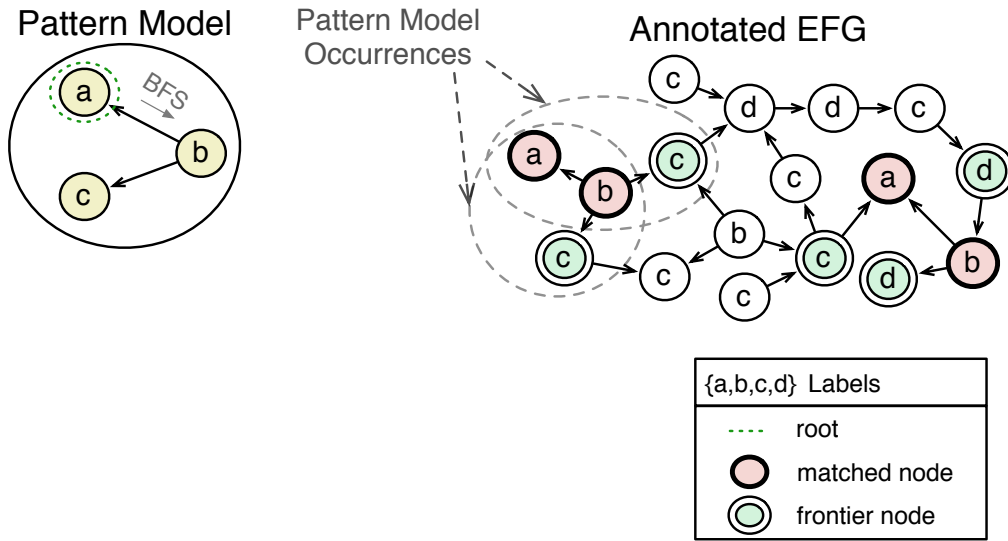 Pattern Model
Pattern Model
Occurrences
Annotated EFG
a
BFS
b
c
c
d
d
c
a
c
d
b
c
a
c
b
c
d
b
c
c
c
{a,b,c,d} Labels
root
matched node
frontier node